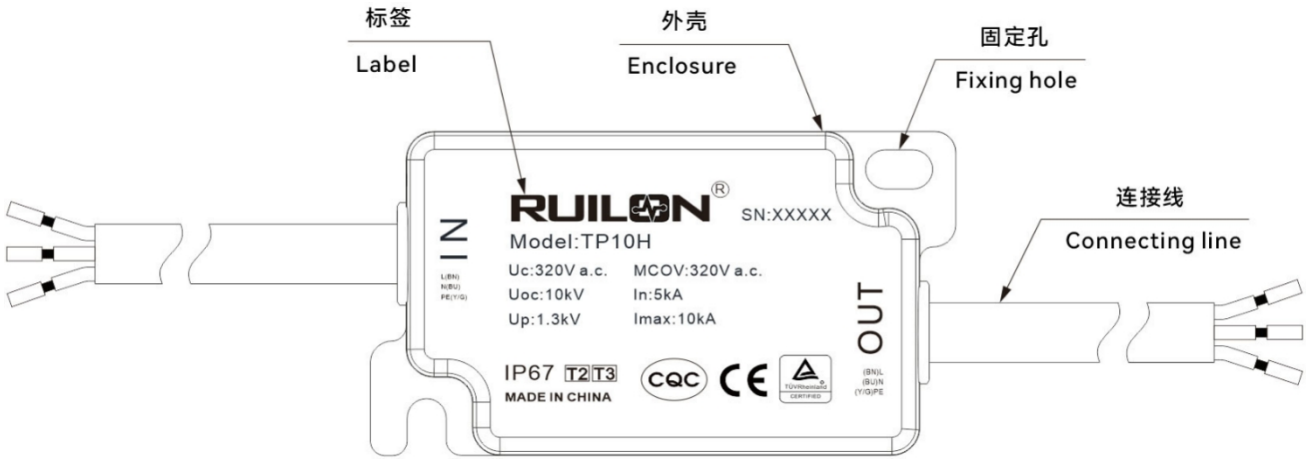 标签
Label
外壳
Enclosure
固定孔
Fixing hole
连接线
Connecting line
RUILON®
SN:XXXXX
Model:TP10H
Uc:320V a.c. MCOV:320V a.c.
Uoc:10kV In:5kA
Up:1.3kV Imax:10kA
IN
L(BN)
N(BU)
PE(Y/G)
OUT
(BN)L
(BU)N
(Y/G)PE
IP67 T2 T3
MADE IN CHINA
CQC
CE
TÜVRheinland
CERTIFIED